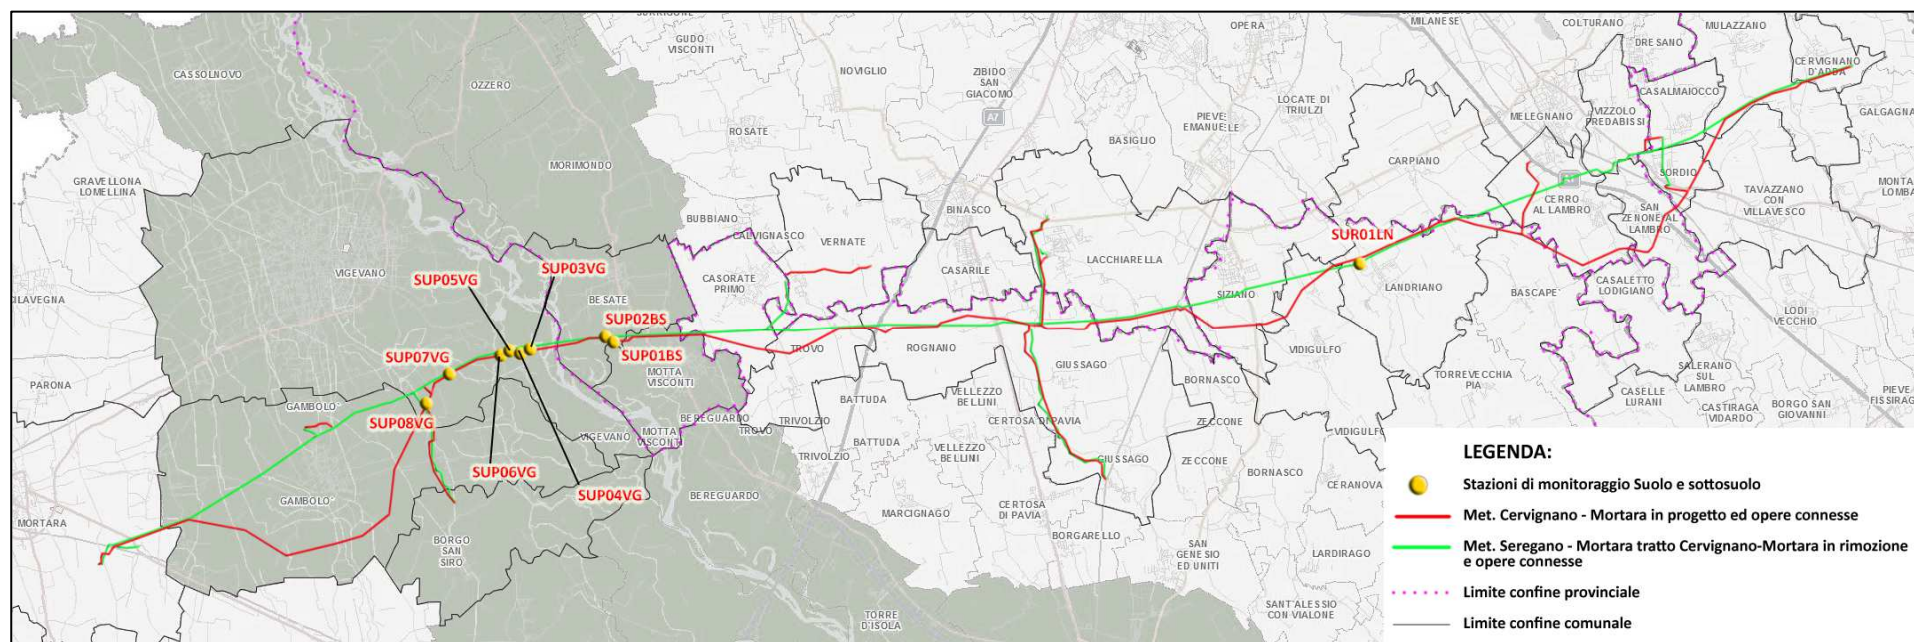 GUDO
VISCONTI
OPERA
MILANESE
COLTURANO
MULAZZANO
DRESANO
CASSOLNOVO
OZZERO
NOVIGLIO
ZIBIDO
SAN
GIACOMO
CERVIGNANO
D'ADDA
CASALMAIOCCO
A7
LOCATE DI
TRIULZI
VIZZOLO
PREDABISSI
GALGAGNA
MELEGNANO
PIEVE
EMANUELE
ROSATE
BASIGLIO
CARPIANO
MORIMONDO
GRAVELLONA
LOMELLINA
SORDIO
MONTA
LOMBA
TAVAZZANO
CON
VILLAVESCO
CERRO
AL LAMBRO
SAN
ZENONE AL
LAMBRO
BUBBIANO
BINASCO
CALVIGNASCO
VERNATE
SUR01LN
LACCHIARELLA
CASARILE
SUP03VG
SUP05VG
VIGEVANO
CASORATE
PRIMO
CASALETTO
LODIGIANO
LANDRIANO
BASCAPE'
SIZIANO
CILAVEGNA
BESATE
LODI
VECCHIO
SUP02BS
SUP01BS
TROVO
ROGNANO
VIDIGULFO
SUP07VG
GIUSSAGO
MOTTA
VISCONTI
SALERANO
SUL
LAMBRO
TORREVECCHIA
PIA
BORNASCO
PARONA
CASELLE
LURANI
PIEVE
FISSIRAG
GAMBOLO'
VELLEZZO
BELLINI
BATTUDA
BORGO SAN
GIOVANNI
CASTIRAGA
VIDARDO
BEREGUARDO
TRIVOLZIO
CERTOSA DI PAVIA
ZECCONE
SUP08VG
TROVO
VIGEVANO
MOTTA
VISCONTI
VIDIGULFO
BATTUDA
VELLEZZO
BELLINI
TRIVOLZIO
GIUSSAGO
ZECCONE
BORNASCO
SUP06VG
SUP04VG
CERANOVA
GAMBOLO'
BEREGUARDO
CERTOSA
DI PAVIA
MARCIGNAGO
MORTARA
BORGARELLO
BORGO
SAN
SIRO
SAN
GENESIO
ED UNITI
LARDIRAGO
TORRE
D'ISOLA
SANT'ALESSIO
CON VIALONE
LEGENDA:
Stazioni di monitoraggio Suolo e sottosuolo
Met. Cervignano - Mortara in progetto ed opere connesse
Met. Seregano - Mortara tratto Cervignano-Mortara in rimozione
e opere connesse
Limite confine provinciale
Limite confine comunale